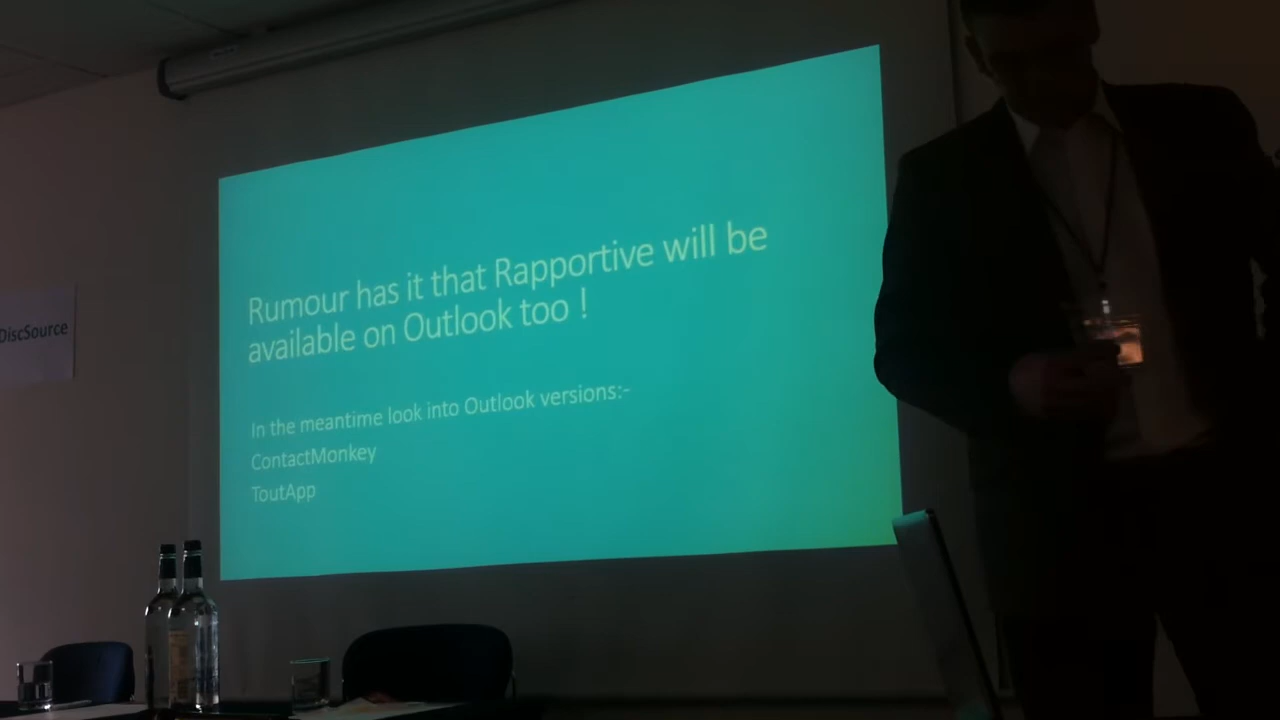 DiscSource
Rumour has it that Rapportive will be
available on Outlook too !
In the meantime look into Outlook versions:-
ContactMonkey
ToutApp